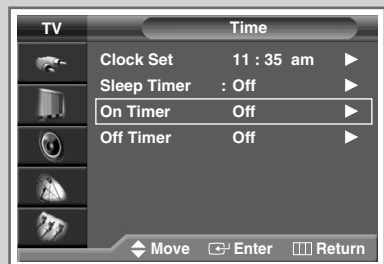 TV Time
Clock Set 11 : 35 am
Sleep Timer : Off
On Timer Off
Off Timer Off
Move Enter Return